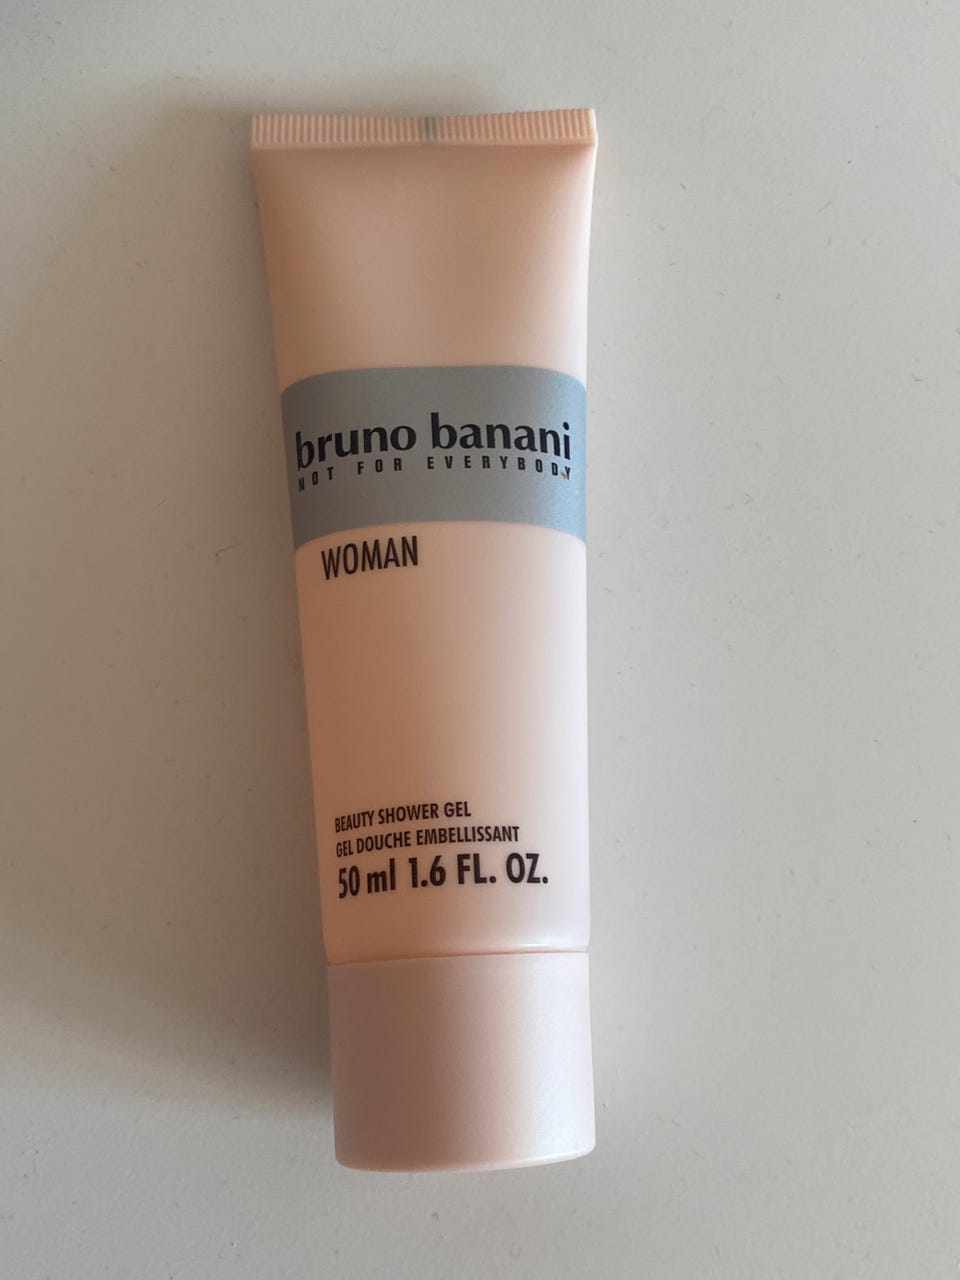 bruno banani
NOT FOR EVERYBODY
WOMAN
BEAUTY SHOWER GEL
GEL DOUCHE EMBELLISSANT
50 ml 1.6 FL. OZ.